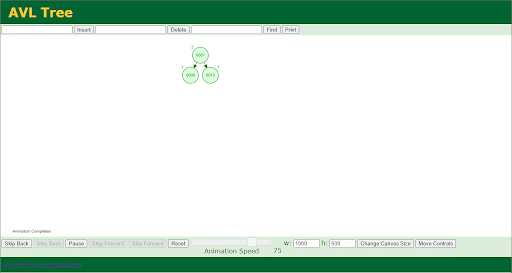 AVL Tree
Insert Delete Find Print
2
0007
1 1
0006 0010
Animation Completed
Skip Back Step Back Pause Step Forward Skip Forward Reset w: 1000 h: 500 Change Canvas Size Move Controls
Animation Speed 75